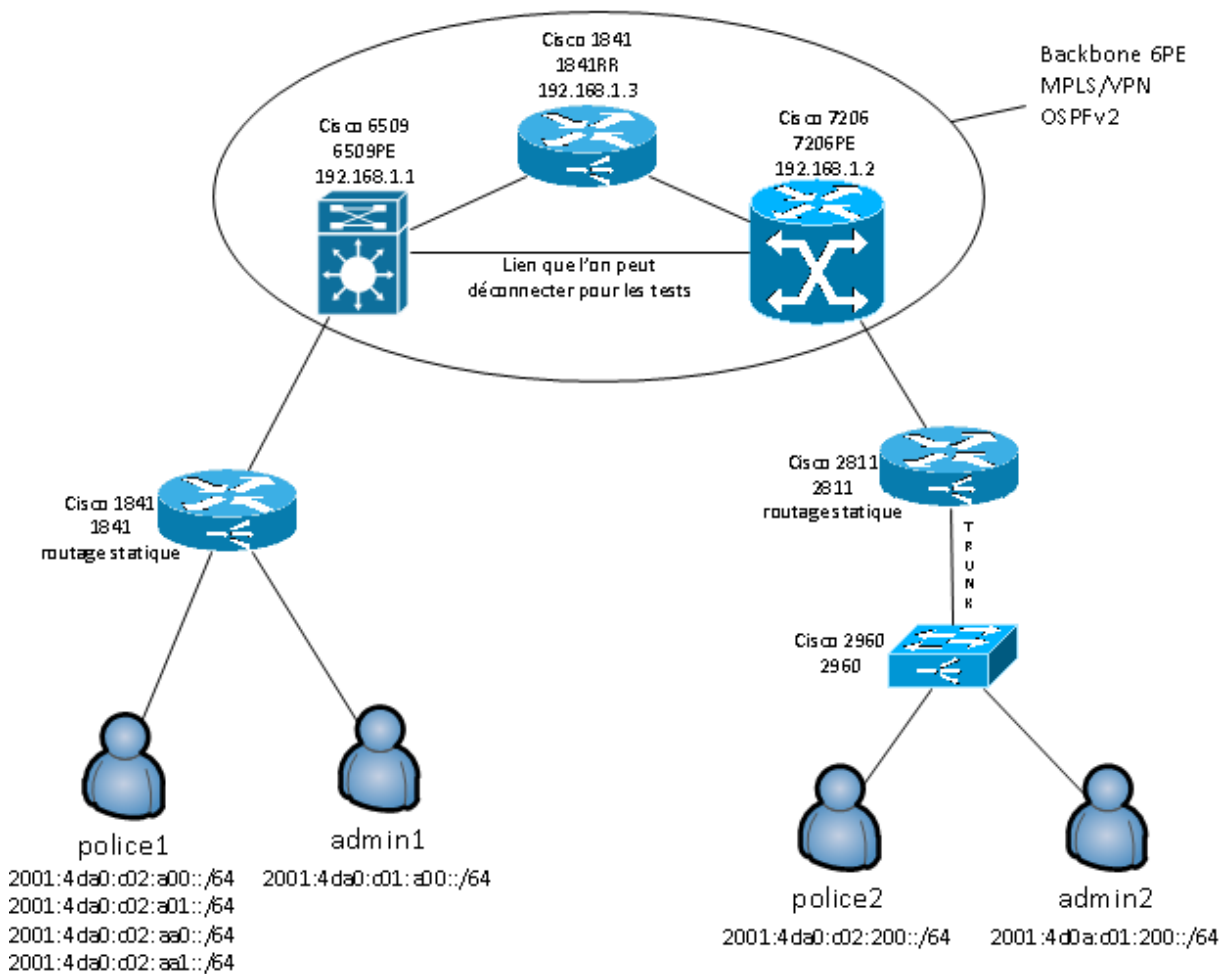 Cisco 1841
1841RR
192.168.1.3
Backbone 6PE
MPLS/VPN
OSPFv2
Cisco 6509
6509PE
192.168.1.1
Cisco 7206
7206PE
192.168.1.2
Lien que l'on peut
déconnecter pour les tests
Cisco 1841
1841
routage statique
Cisco 2811
2811
routage statique
TRUNK
Cisco 2960
2960
police1
2001:4da0:c02:a00::/64
2001:4da0:c02:a01::/64
2001:4da0:c02:aa0::/64
2001:4da0:c02:aa1::/64
admin1
2001:4da0:c01:a00::/64
police2
2001:4da0:c02:200::/64
admin2
2001:4d0a:c01:200::/64